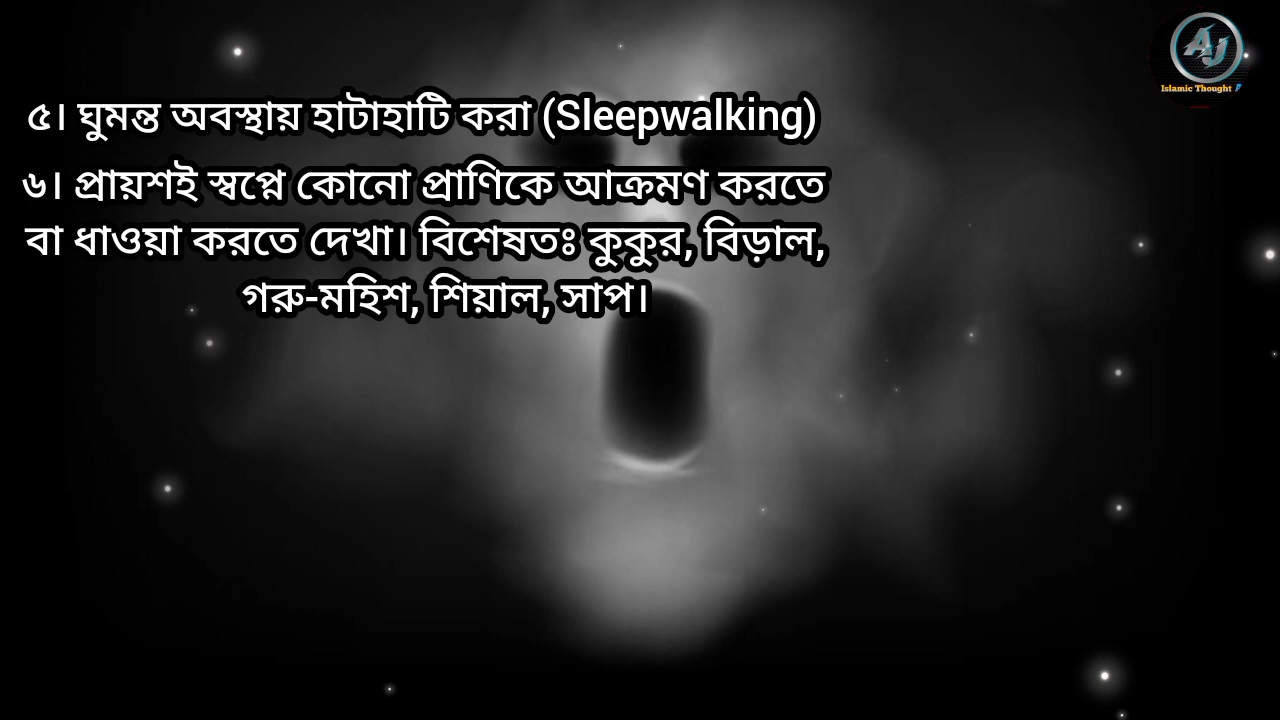 ৫। ঘুমন্ত অবস্থায় হাটাহাটি করা (Sleepwalking)
৬। প্রায়শই স্বপ্নে কোনো প্রাণিকে আক্রমণ করতে
বা ধাওয়া করতে দেখা। বিশেষতঃ কুকুর, বিড়াল,
গরু-মহিশ, শিয়াল, সাপ।
AJ
Islamic Thought